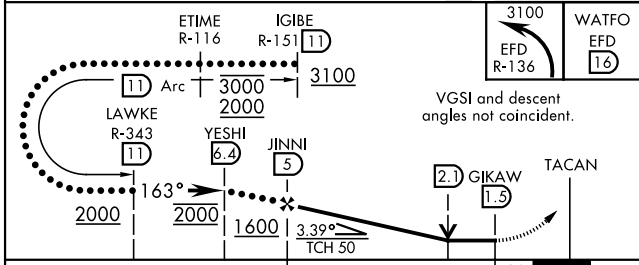 ETIME
R-116
IGIBE
R-151 11
11 Arc
3000
2000
3100
3100
EFD
R-136
WATFO
EFD
16
VGSI and descent
angles not coincident.
LAWKE
R-343
11
YESHI
6.4
JINNI
5
163°
2000
2000
1600
3.39°
TCH 50
2.1
GIKAW
1.5
TACAN